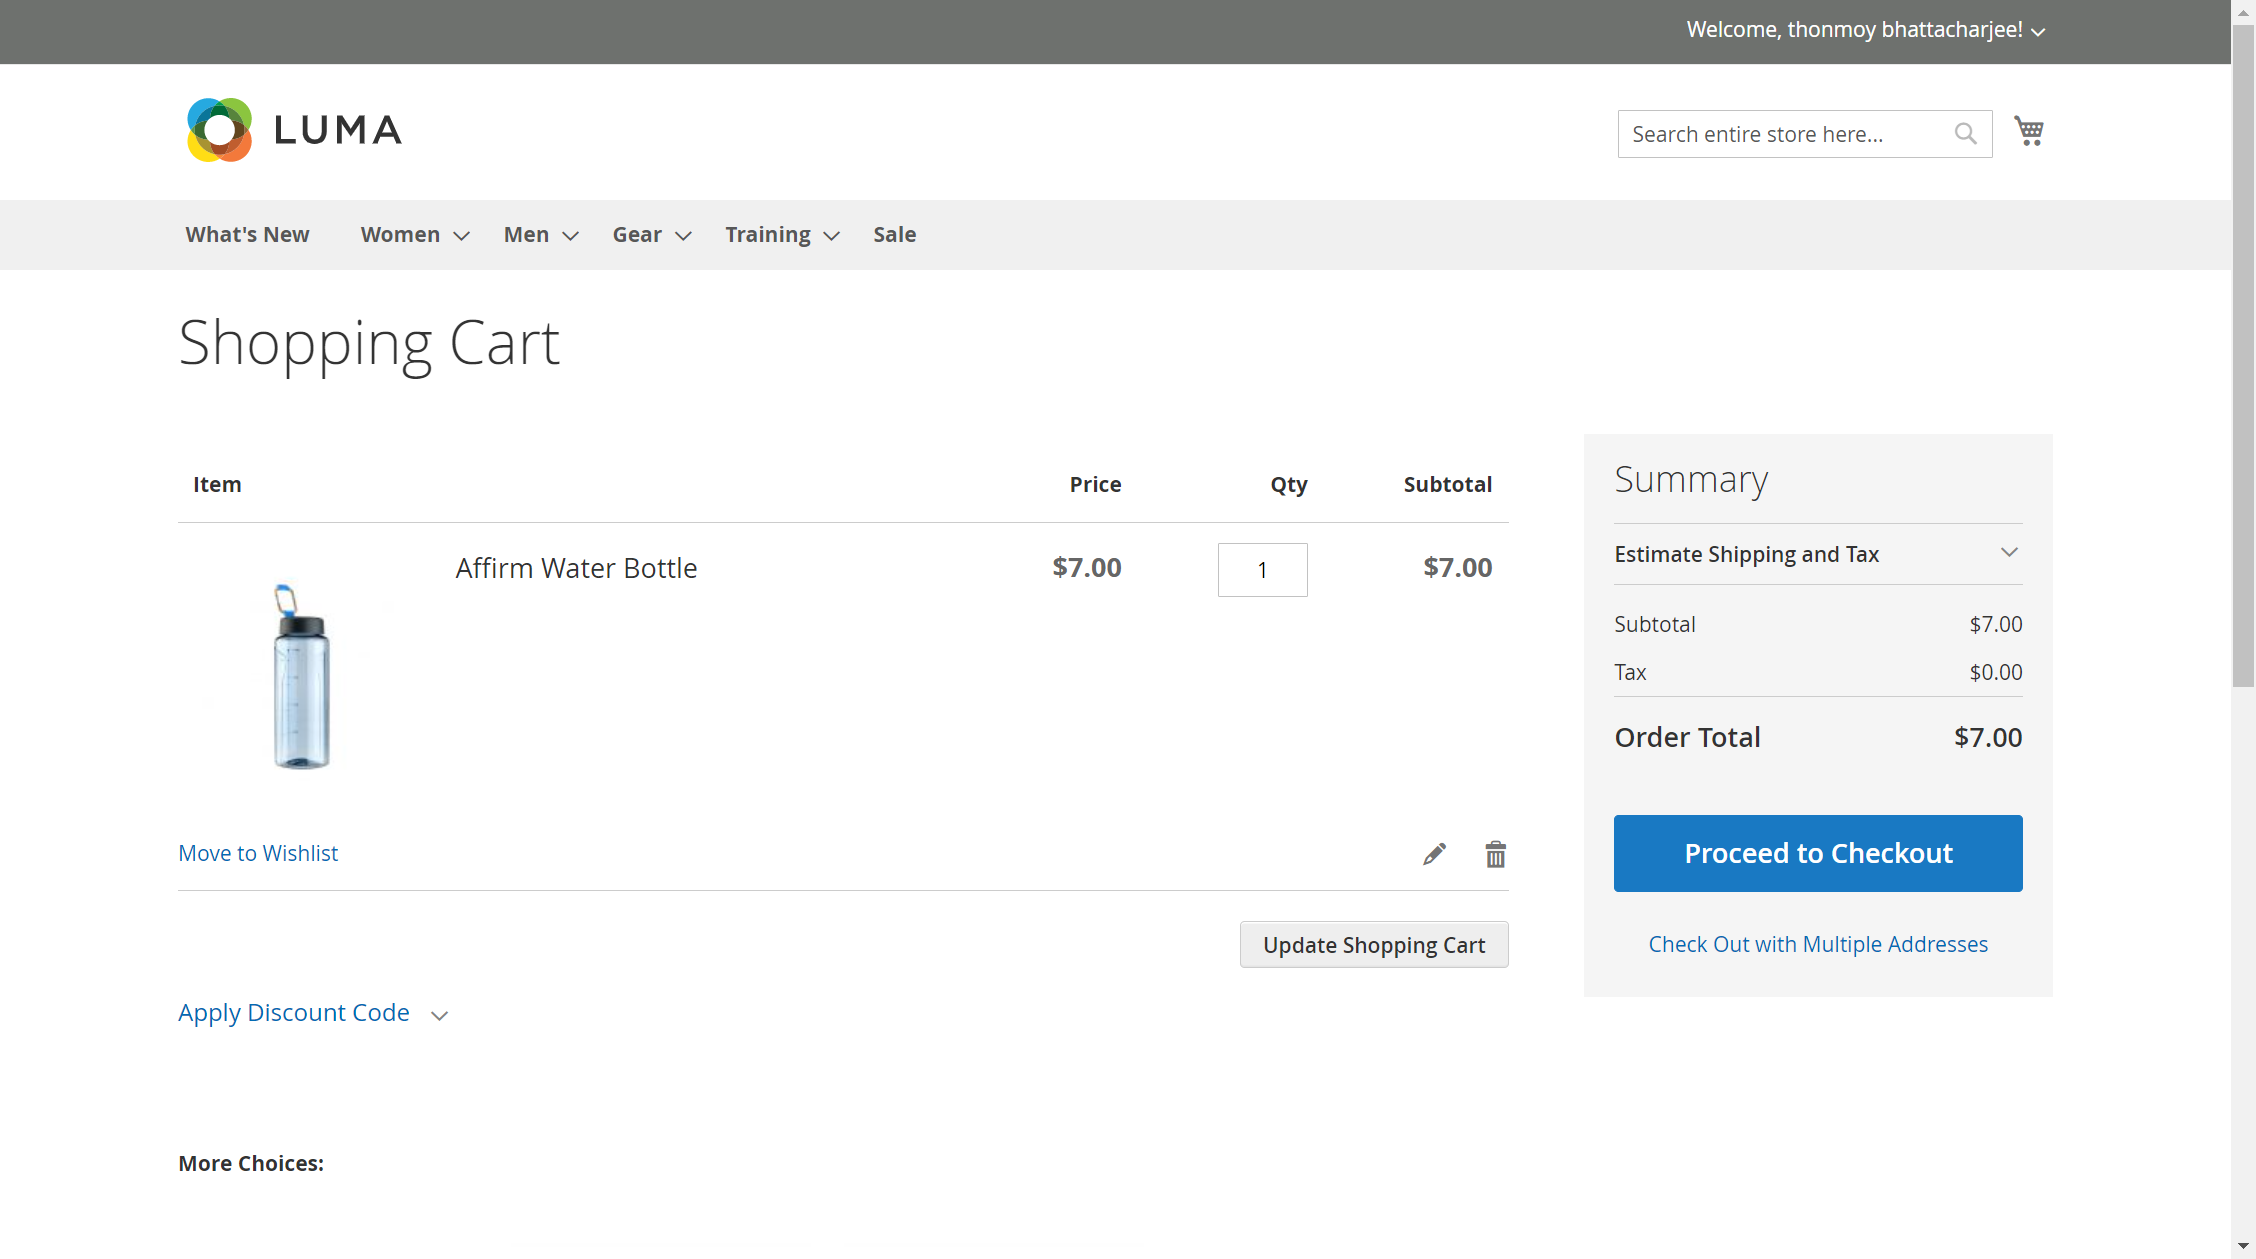 Welcome, thonmoy bhattacharjee!
LUMA
Search entire store here...
What's New Women Men Gear Training Sale
Shopping Cart
Item Price Qty Subtotal
Affirm Water Bottle $7.00 1 $7.00
Move to Wishlist
Update Shopping Cart
Apply Discount Code
Summary
Estimate Shipping and Tax
Subtotal $7.00
Tax $0.00
Order Total $7.00
Proceed to Checkout
Check Out with Multiple Addresses
More Choices: